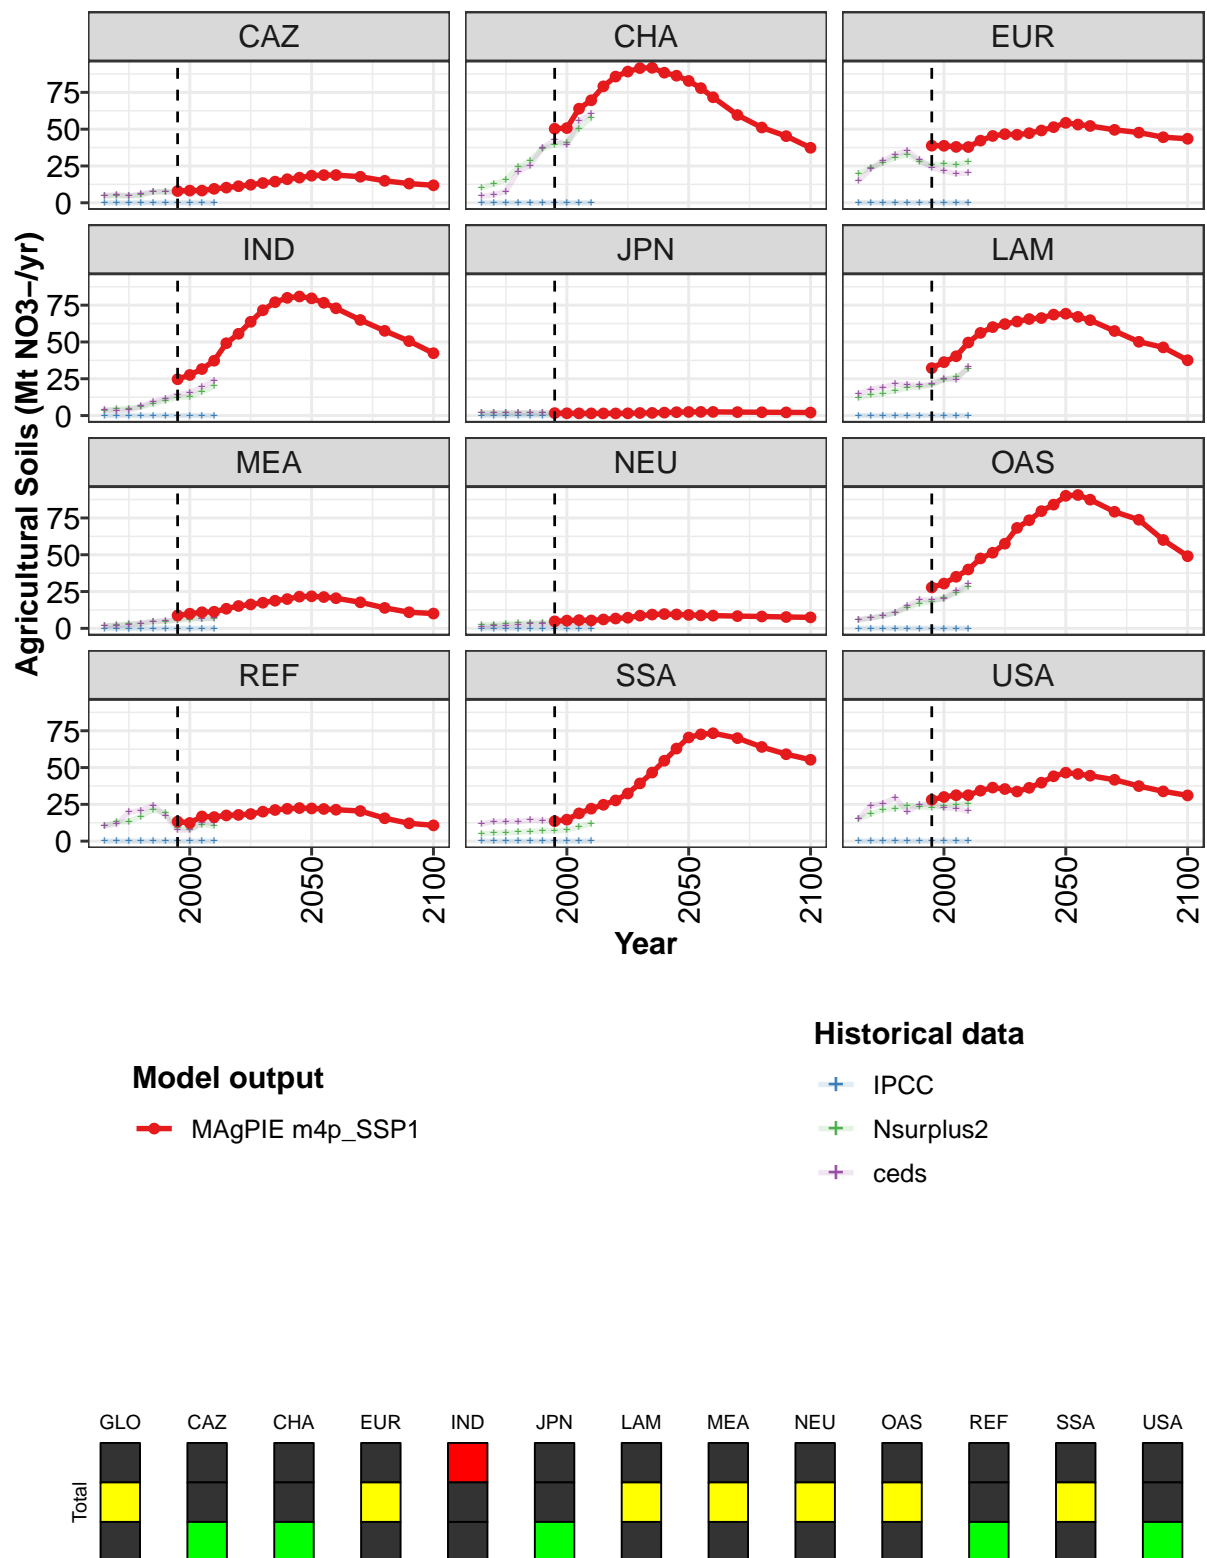 CAZ CHA EUR
75
50
25
0
IND JPN LAM
75
50
25
0
MEA NEU OAS
75
50
25
0
REF SSA USA
75
50
25
0
2000 2050 2100 2000 2050 2100 2000 2050 2100
Year
Agricultural Soils (Mt NO3−/yr)
Model output
MAgPIE m4p_SSP1
Historical data
IPCC
Nsurplus2
ceds
GLO CAZ CHA EUR IND JPN LAM MEA NEU OAS REF SSA USA
Total